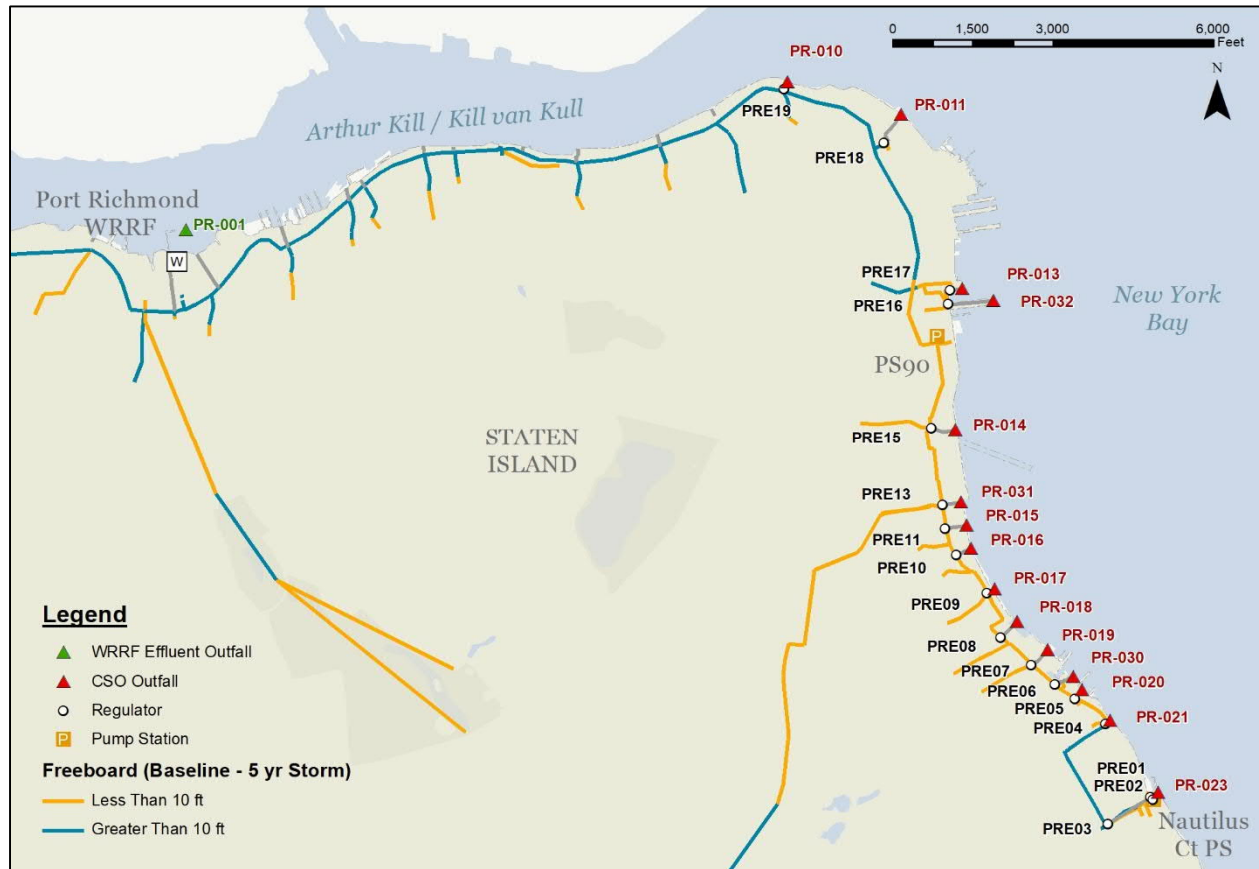 0 1,500 3,000 6,000
Feet
N
PR-010
PRE19
PR-011
PRE18
Arthur Kill / Kill van Kull
Port Richmond
WRRF
PR-001
W
PRE17
PR-013
PRE16
PR-032
New York
Bay
P
PS90
PRE15
PR-014
STATEN
ISLAND
PRE13
PR-031
PR-015
PRE11
PR-016
PRE10
PR-017
PRE09
PR-018
PRE08
PR-019
PRE07
PR-030
PRE06
PR-020
PRE05
PR-021
PRE04
PRE01
PRE02
PR-023
PRE03
Nautilus
Ct PS
Legend
WRRF Effluent Outfall
CSO Outfall
Regulator
P Pump Station
Freeboard (Baseline - 5 yr Storm)
Less Than 10 ft
Greater Than 10 ft